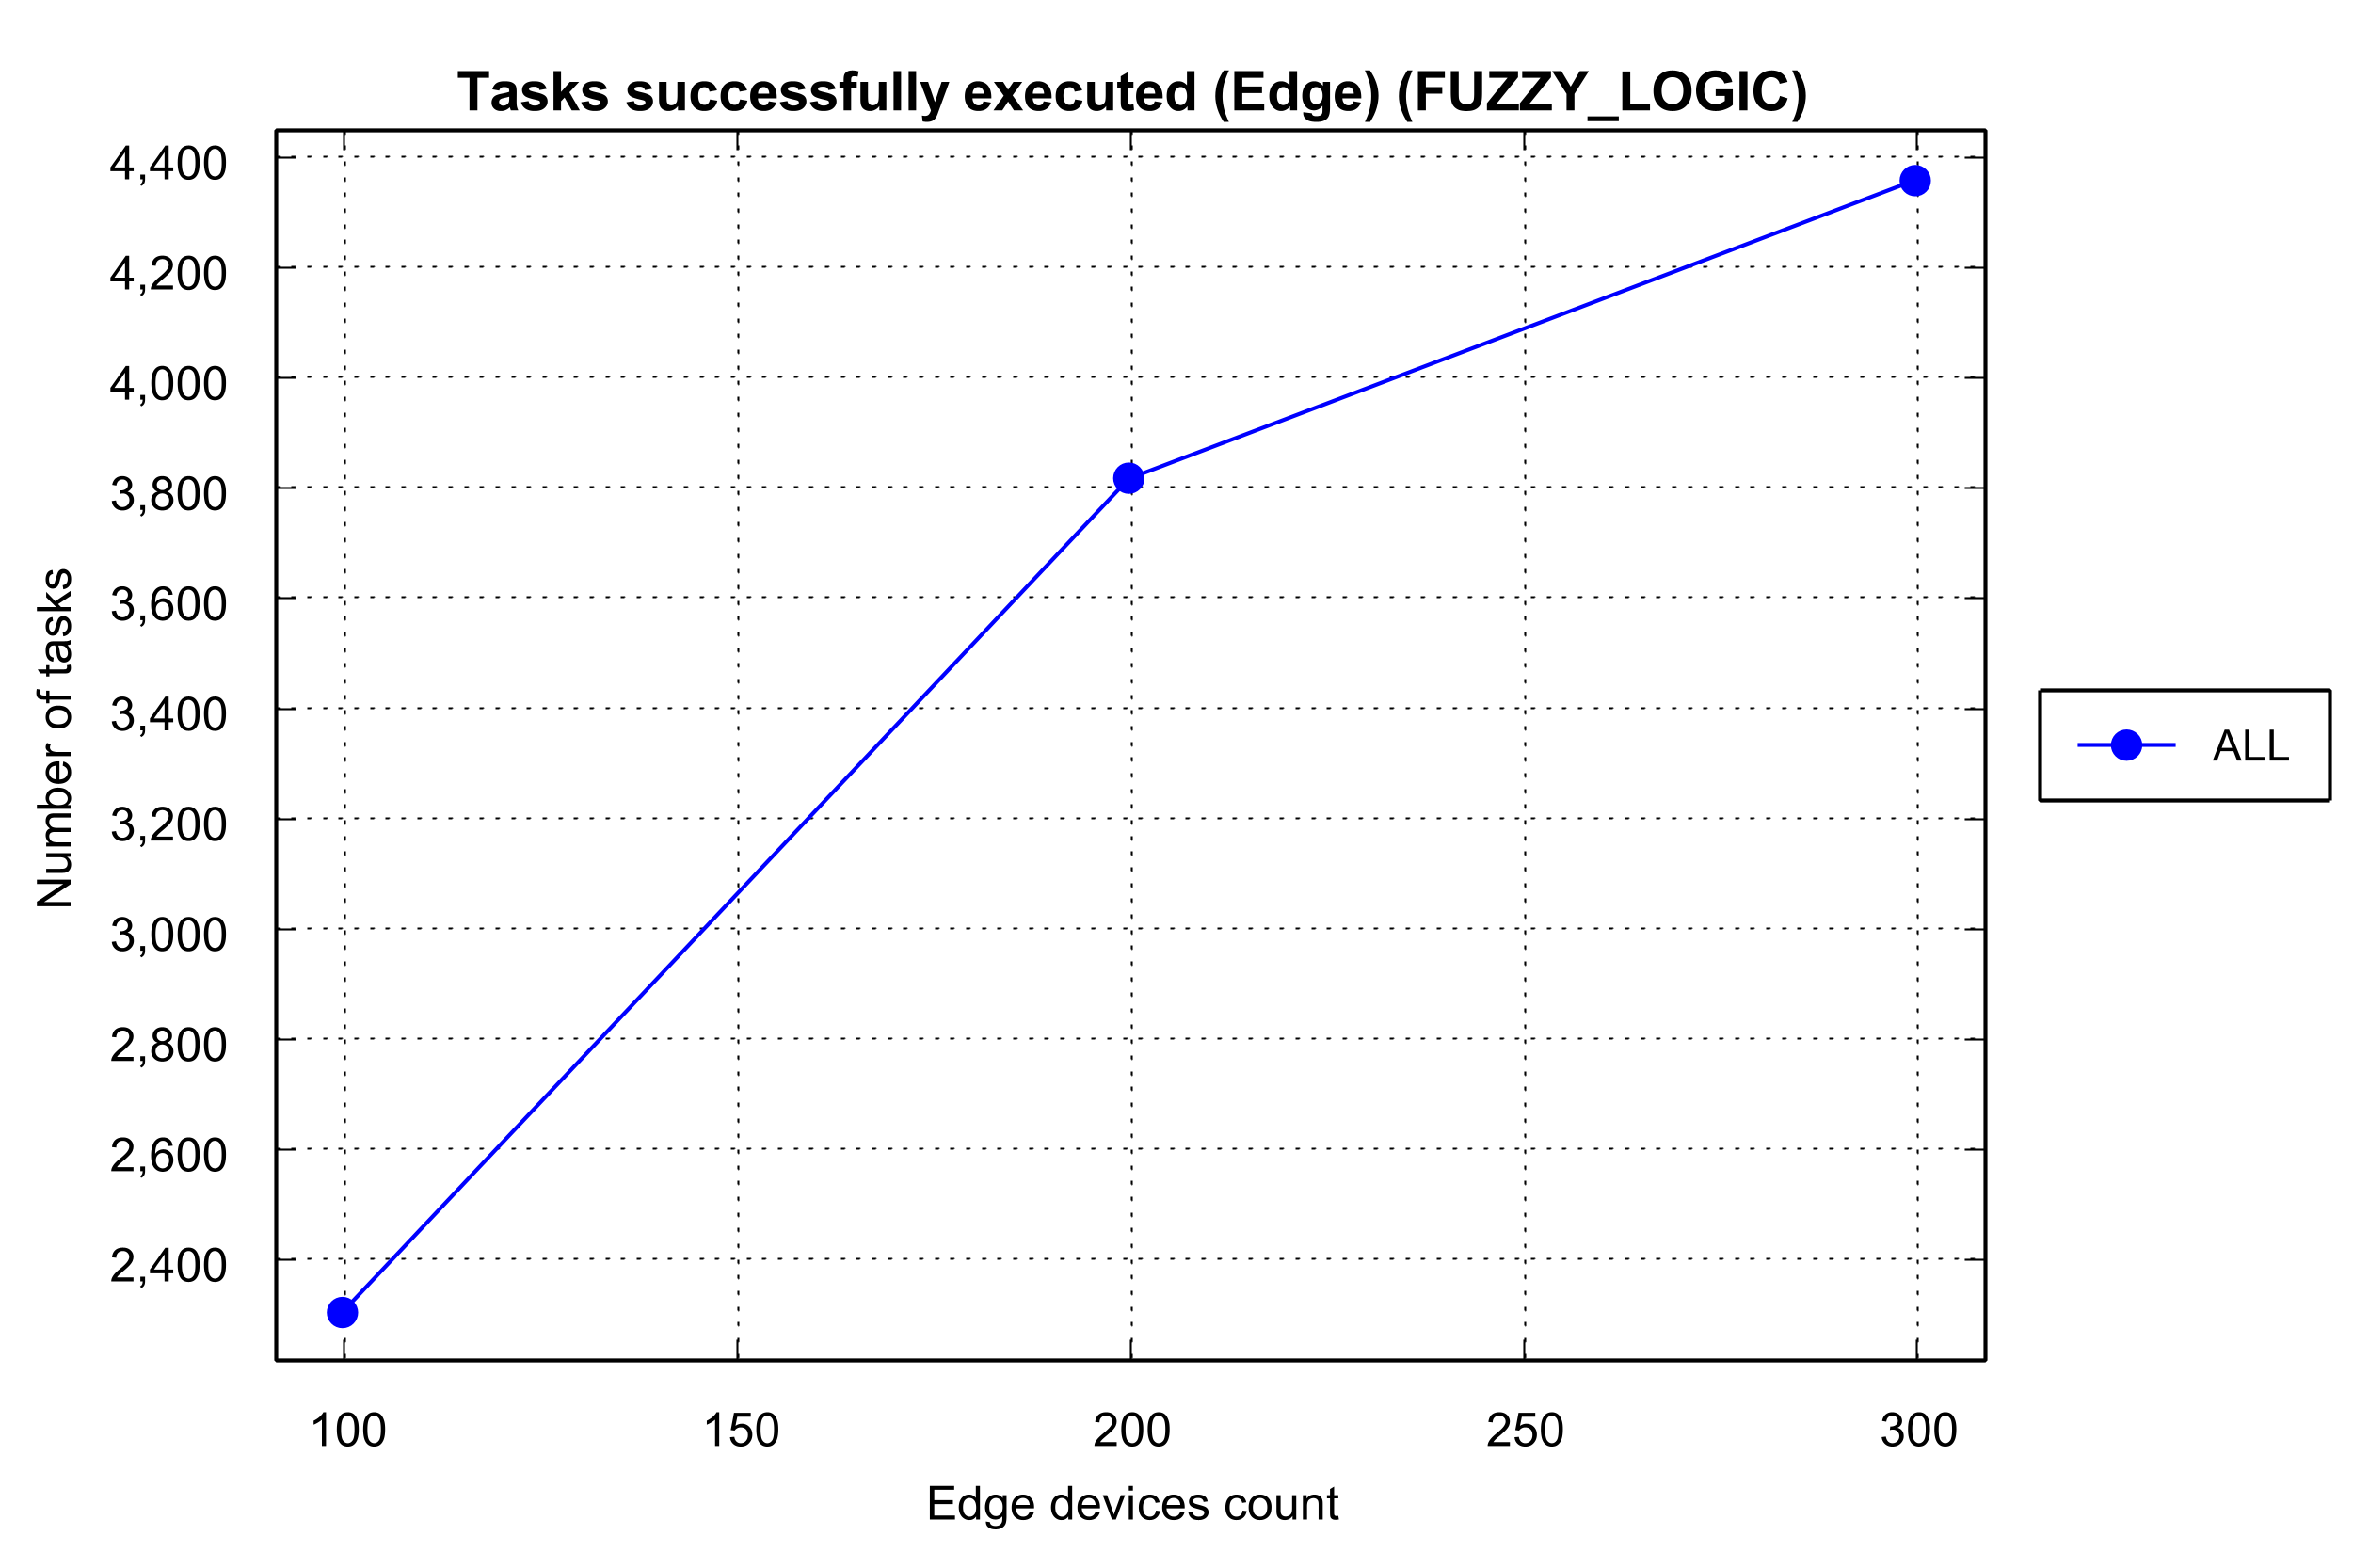 Tasks successfully executed (Edge) (FUZZY_LOGIC)
4,400
4,200
4,000
3,800
3,600
3,400
3,200
3,000
2,800
2,600
2,400
Number of tasks
ALL
100 150 200 250 300
Edge devices count